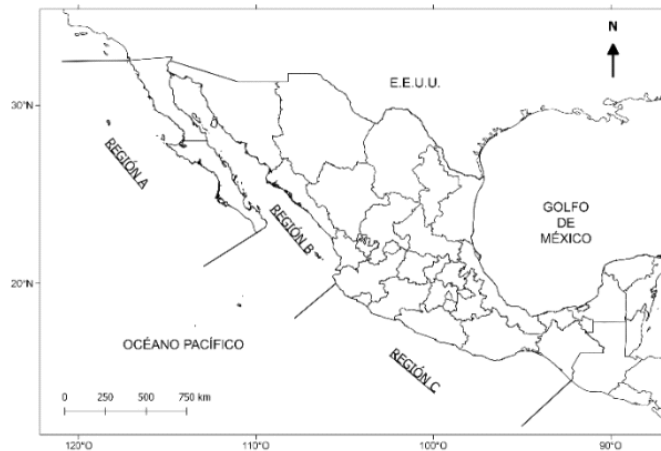 N
E.E.U.U.
30°N
REGIÓN A
REGIÓN B
GOLFO
DE
MÉXICO
20°N
OCÉANO PACÍFICO
REGIÓN C
0 250 500 750 km
120°O 110°O 100°O 90°O